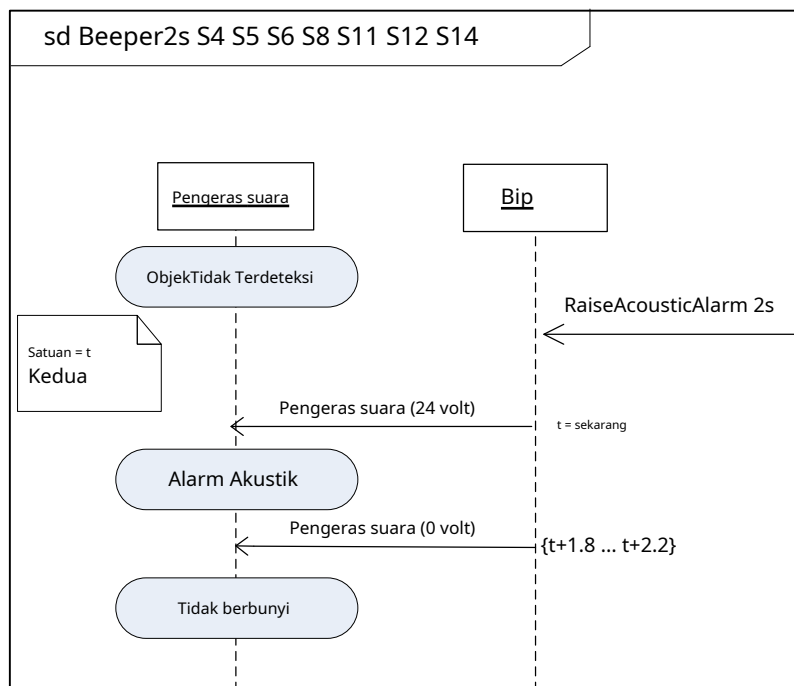 sd Beeper2s S4 S5 S6 S8 S11 S12 S14
Pengeras suara
Bip
ObjekTidak Terdeteksi
RaiseAcousticAlarm 2s
Satuan = t
Kedua
Pengeras suara (24 volt)
t = sekarang
Alarm Akustik
Pengeras suara (0 volt)
{t+1.8 ... t+2.2}
Tidak berbunyi